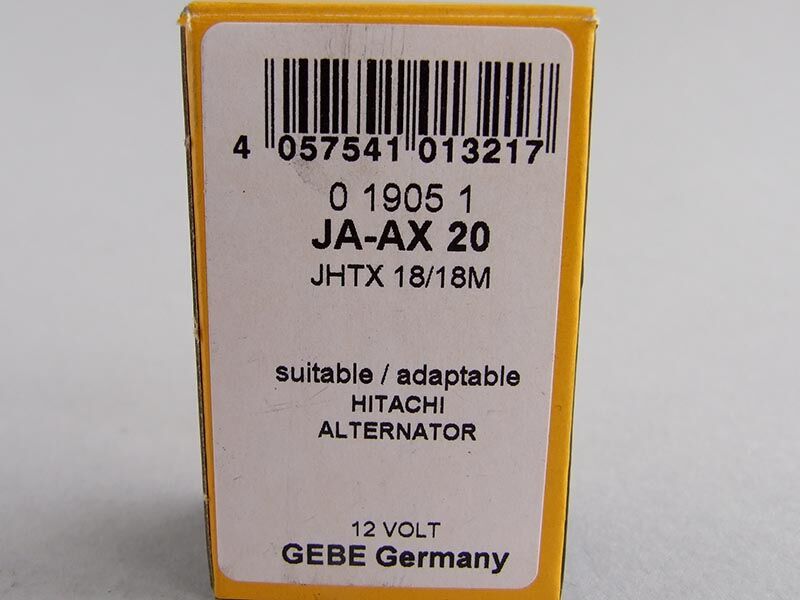 4 057541 013217
0 1905 1
JA-AX 20
JHTX 18/18M
suitable / adaptable
HITACHI
ALTERNATOR
12 VOLT
GEBE Germany